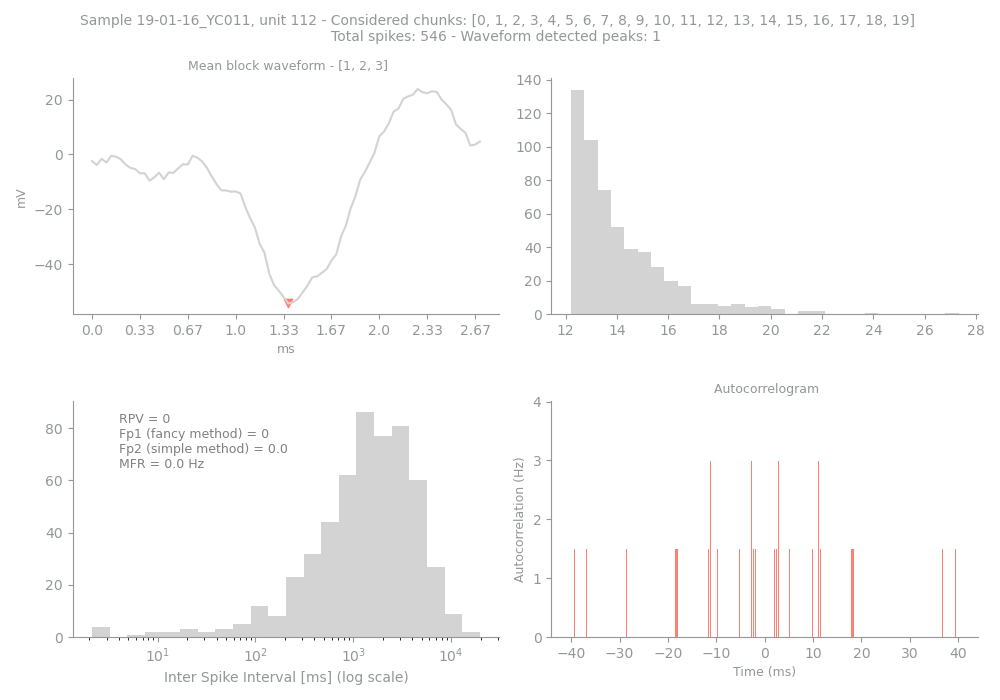 Sample 19-01-16_YC011, unit 112 - Considered chunks: [0, 1, 2, 3, 4, 5, 6, 7, 8, 9, 10, 11, 12, 13, 14, 15, 16, 17, 18, 19]
Total spikes: 546 - Waveform detected peaks: 1
Mean block waveform - [1, 2, 3]
20
0
−20
−40
mV
0.0 0.33 0.67 1.0 1.33 1.67 2.0 2.33 2.67
ms
140
120
100
80
60
40
20
0
12 14 16 18 20 22 24 26 28
RPV = 0
Fp1 (fancy method) = 0
Fp2 (simple method) = 0.0
MFR = 0.0 Hz
80
60
40
20
0
10¹ 10² 10³ 10⁴
Inter Spike Interval [ms] (log scale)
Autocorrelogram
4
3
2
1
0
Autocorrelation (Hz)
−40 −30 −20 −10 0 10 20 30 40
Time (ms)